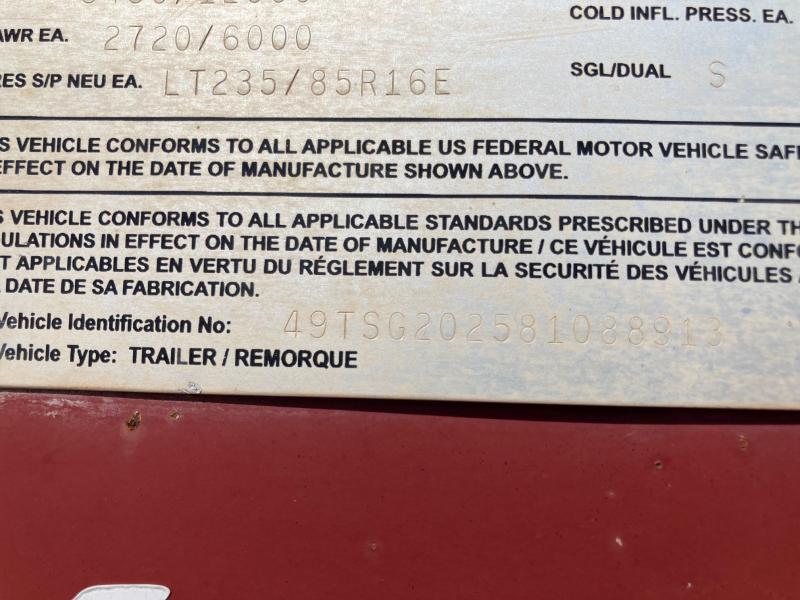 AWR EA. 2720/6000
COLD INFL. PRESS. EA.
RES S/P NEU EA. LT235/85R16E
SGL/DUAL S
S VEHICLE CONFORMS TO ALL APPLICABLE US FEDERAL MOTOR VEHICLE SAFE
EFFECT ON THE DATE OF MANUFACTURE SHOWN ABOVE.
S VEHICLE CONFORMS TO ALL APPLICABLE STANDARDS PRESCRIBED UNDER TH
ULATIONS IN EFFECT ON THE DATE OF MANUFACTURE / CE VÉHICULE EST CONFO
T APPLICABLES EN VERTU DU RÉGLEMENT SUR LA SECURITÉ DES VÉHICULES
DATE DE SA FABRICATION.
Vehicle Identification No: 49TSG202581088913
Vehicle Type: TRAILER / REMORQUE